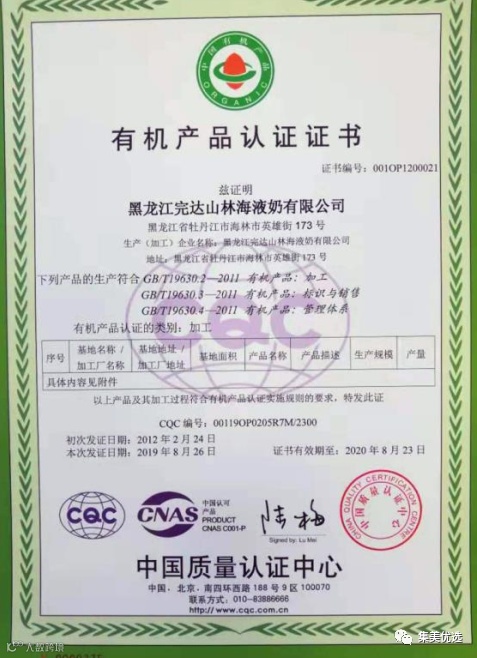 中国有机产品
ORGANIC
有机产品认证证书
证书编号：001OP1200021
兹证明
黑龙江完达山林海液奶有限公司
黑龙江省牡丹江市海林市英雄街 173 号
生产（加工）企业名称：黑龙江完达山林海液奶有限公司
地址：黑龙江省牡丹江市海林市英雄街 173 号
下列产品的生产符合 GB/T19630.2—2011 有机产品：加工
GB/T19630.3—2011 有机产品：标识与销售
GB/T19630.4—2011 有机产品：管理体系
有机产品认证的类别：加工
序号 基地名称／加工厂名称 基地地址／加工厂地址 基地面积 产品名称 产品描述 生产规模 产量
具体内容见附件
CQC
以上产品及其加工过程符合有机产品认证实施规则的要求，特发此证
CQC 编号：00119OP0205R7M/2300
初次发证日期：2012 年 2 月 24 日
本次发证日期：2019 年 8 月 26 日 证书有效期至：2020 年 8 月 23 日
CQC
CNAS
中国认可
产品
PRODUCT
CNAS C001-P
陆梅
Signed by: Lu Mei
CHINA QUALITY CERTIFICATION CENTRE
中国质量认证中心
中国质量认证中心
中国．北京．南四环西路 188 号 9 区 100070
联系方式：010-83886666
http://www.cqc.com.cn
集美优选
大数跨境